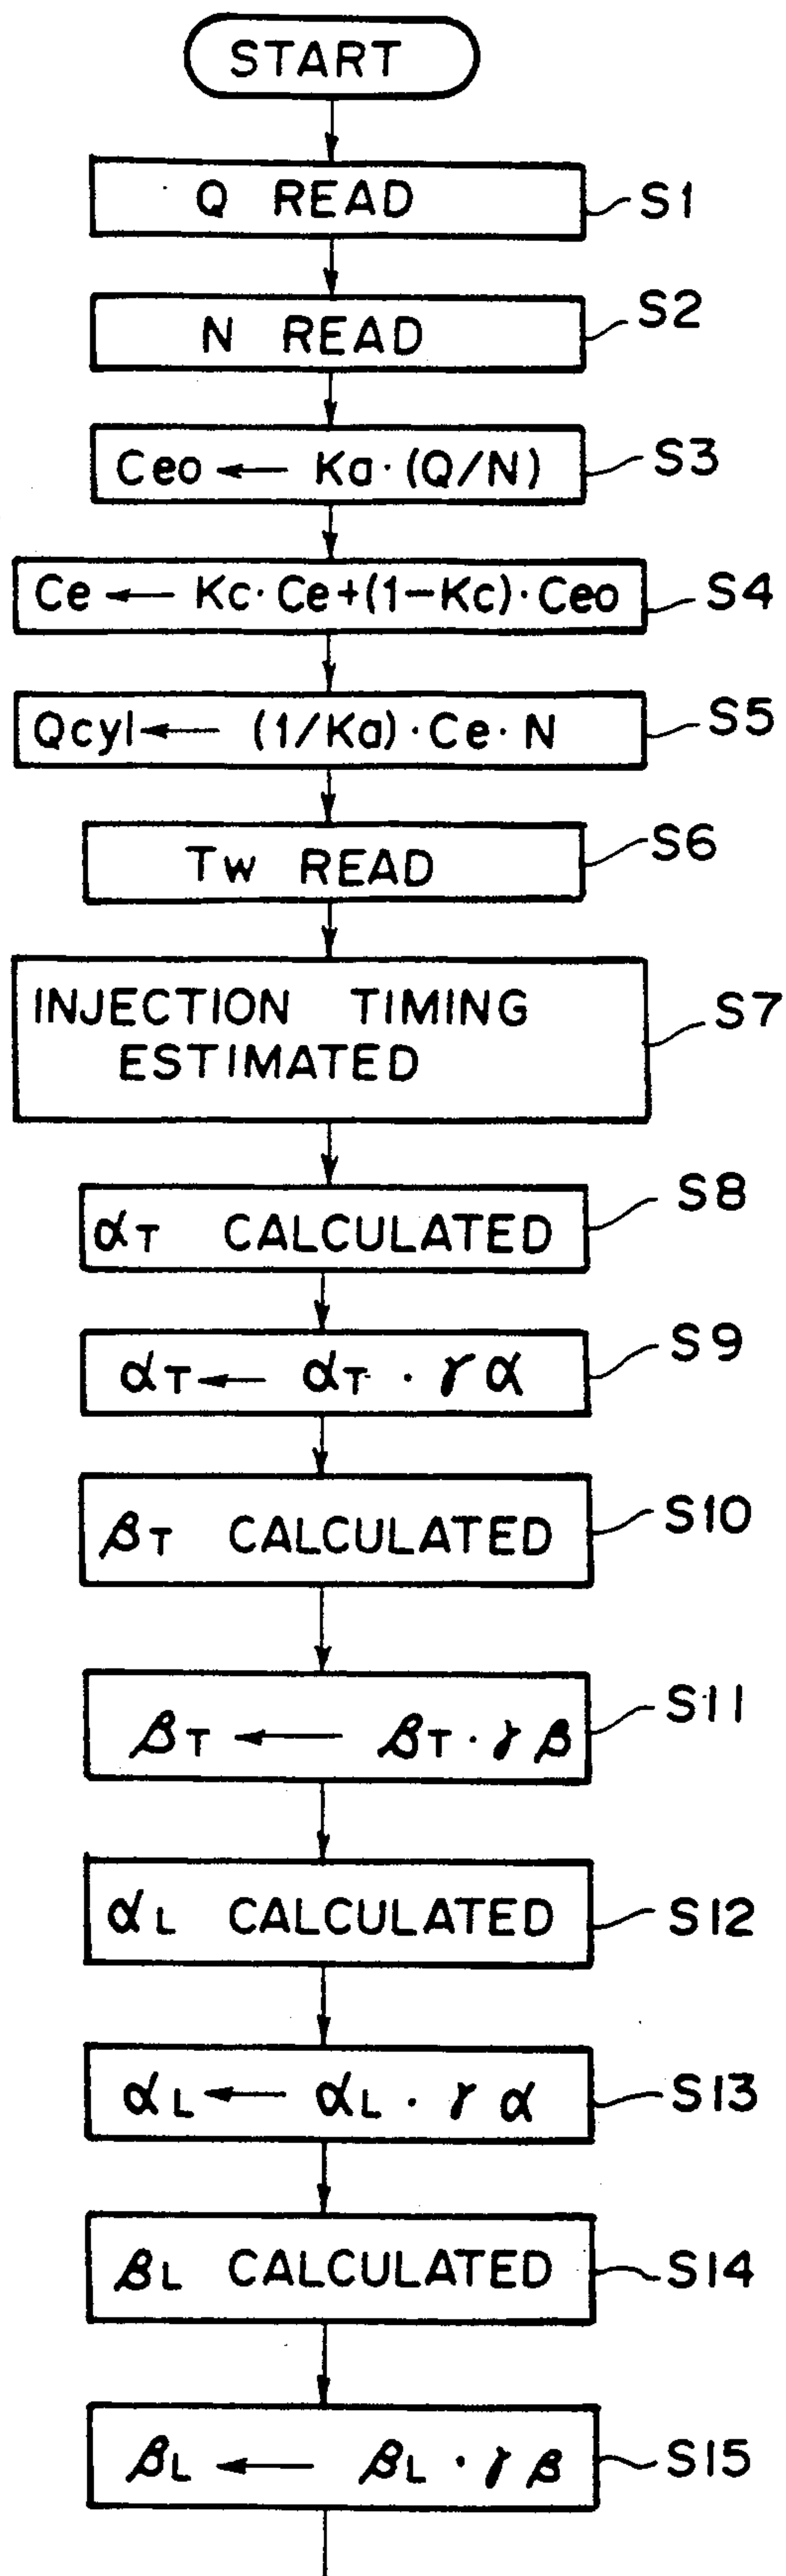 START
Q READ S1
N READ S2
Ceo ← Ka·(Q/N) S3
Ce ← Kc·Ce+(1-Kc)·Ceo S4
Qcyl ← (1/Ka)·Ce·N S5
Tw READ S6
INJECTION TIMING S7
ESTIMATED
αT CALCULATED S8
αT ← αT · γα S9
βT CALCULATED S10
βT ← βT · γβ S11
αL CALCULATED S12
αL ← αL · γα S13
βL CALCULATED S14
βL ← βL · γβ S15